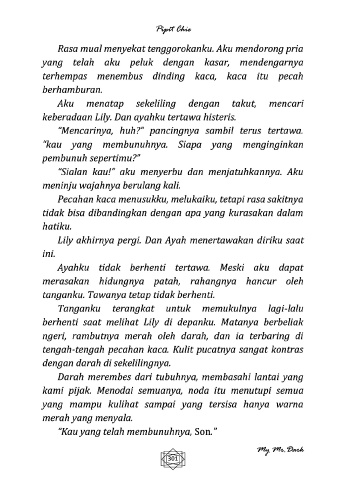 Pipit Chie
Rasa mual menyekat tenggorokanku. Aku mendorong pria
yang telah aku peluk dengan kasar, mendengarnya
terhempas menembus dinding kaca, kaca itu pecah
berhamburan.
Aku menatap sekeliling dengan takut, mencari
keberadaan Lily. Dan ayahku tertawa histeris.
“Mencarinya, huh?” pancingnya sambil terus tertawa.
“kau yang membunuhnya. Siapa yang menginginkan
pembunuh sepertimu?”
“Sialan kau!” aku menyerbu dan menjatuhkannya. Aku
meninju wajahnya berulang kali.
Pecahan kaca menusukku, melukaiku, tetapi rasa sakitnya
tidak bisa dibandingkan dengan apa yang kurasakan dalam
hatiku.
Lily akhirnya pergi. Dan Ayah menertawakan diriku saat
ini.
Ayahku tidak berhenti tertawa. Meski aku dapat
merasakan hidungnya patah, rahangnya hancur oleh
tanganku. Tawanya tetap tidak berhenti.
Tanganku terangkat untuk memukulnya lagi-lalu
berhenti saat melihat Lily di depanku. Matanya berbeliak
ngeri, rambutnya merah oleh darah, dan ia terbaring di
tengah-tengah pecahan kaca. Kulit pucatnya sangat kontras
dengan darah di sekelilingnya.
Darah merembes dari tubuhnya, membasahi lantai yang
kami pijak. Menodai semuanya, noda itu menutupi semua
yang mampu kulihat sampai yang tersisa hanya warna
merah yang menyala.
“Kau yang telah membunuhnya, Son.”
My Mr. Dark
301